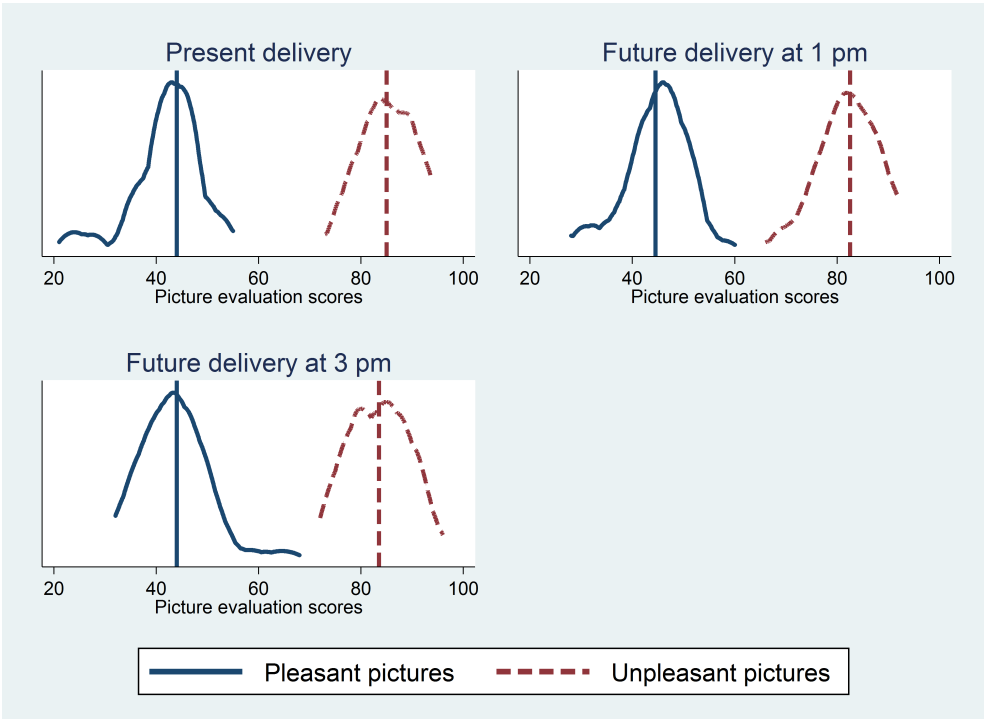 Present delivery
20 40 60 80 100
Picture evaluation scores
Future delivery at 1 pm
20 40 60 80 100
Picture evaluation scores
Future delivery at 3 pm
20 40 60 80 100
Picture evaluation scores
Pleasant pictures Unpleasant pictures